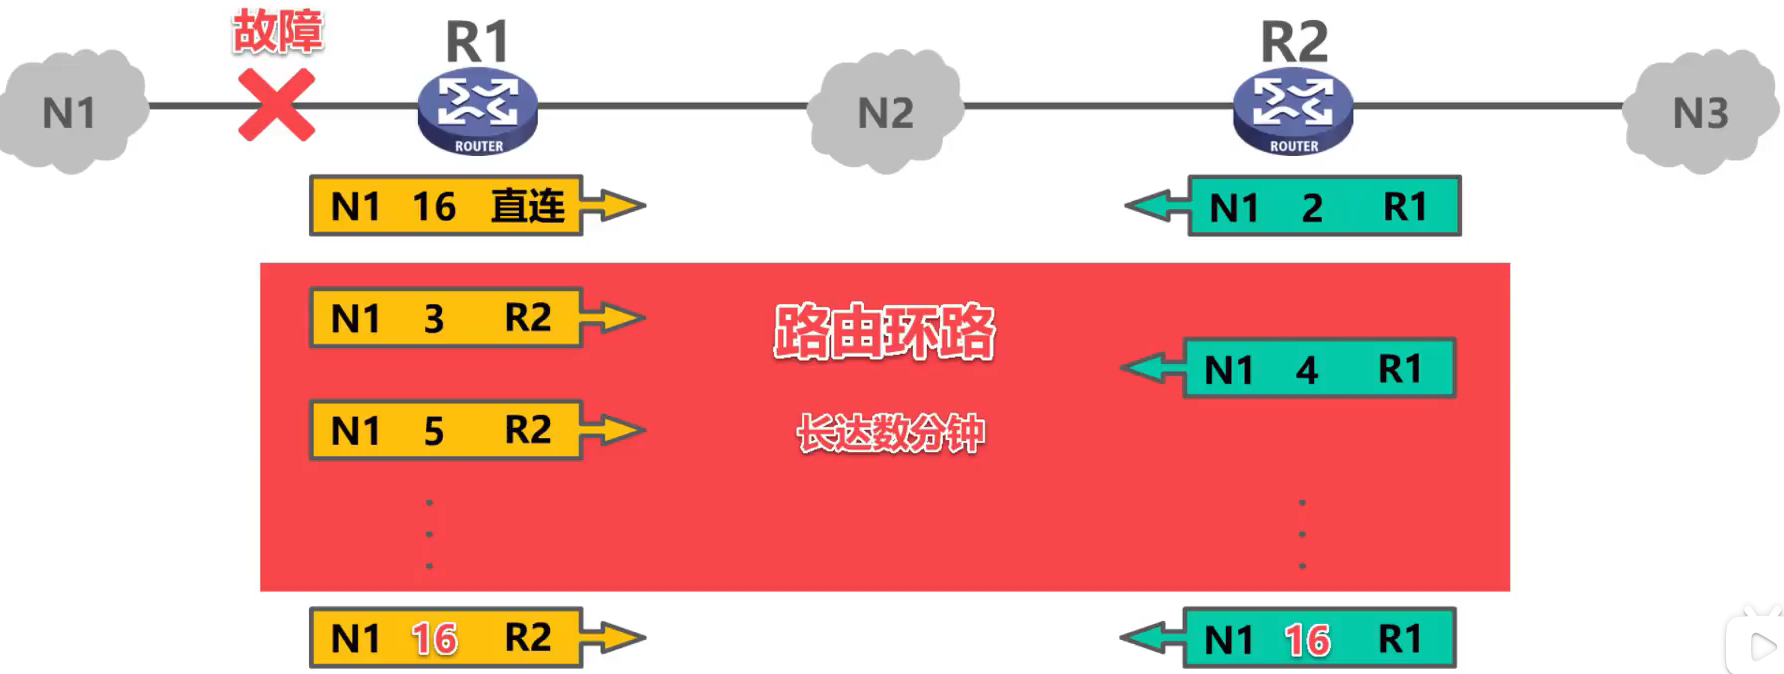 故障
R1
R2
N1
N2
N3
ROUTER
ROUTER
N1 16 直连
N1 2 R1
N1 3 R2
路由环路
N1 4 R1
N1 5 R2
长达数分钟
N1 16 R2
N1 16 R1